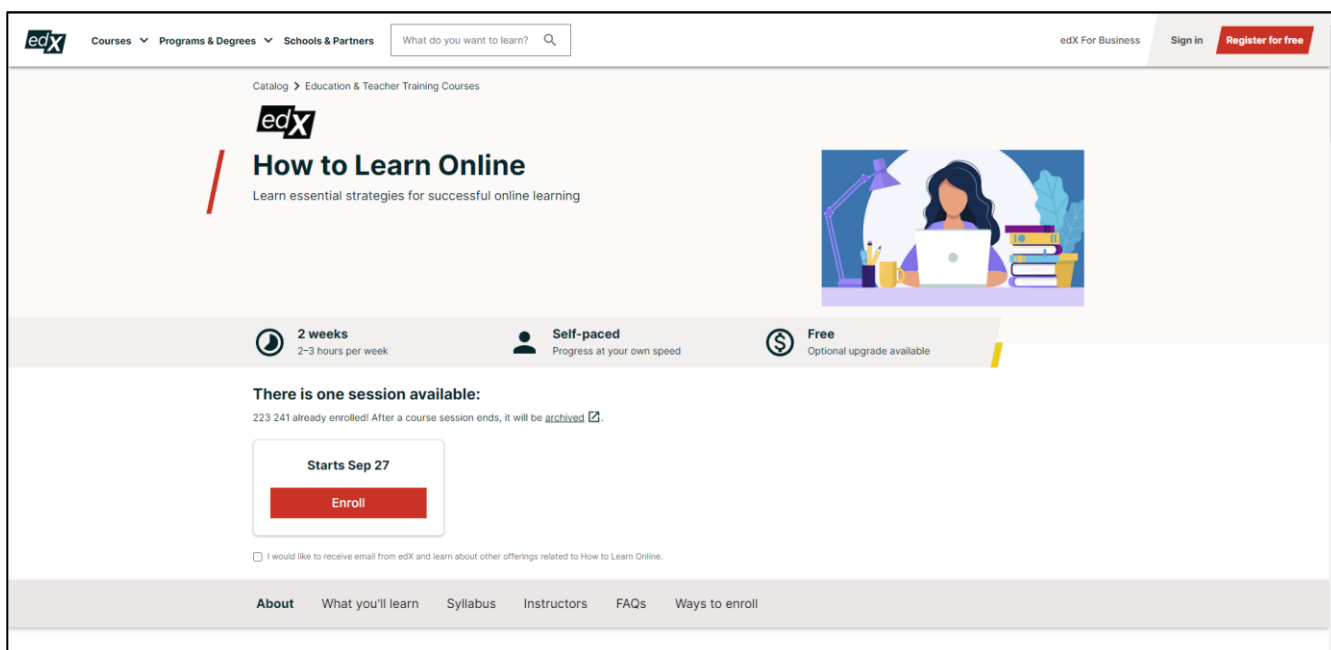 edX Courses Programs & Degrees Schools & Partners What do you want to learn? edX For Business Sign in Register for free
Catalog > Education & Teacher Training Courses
edX
How to Learn Online
Learn essential strategies for successful online learning
2 weeks
2–3 hours per week
Self-paced
Progress at your own speed
Free
Optional upgrade available
There is one session available:
223 241 already enrolled! After a course session ends, it will be archived.
Starts Sep 27
Enroll
I would like to receive email from edX and learn about other offerings related to How to Learn Online.
About What you'll learn Syllabus Instructors FAQs Ways to enroll